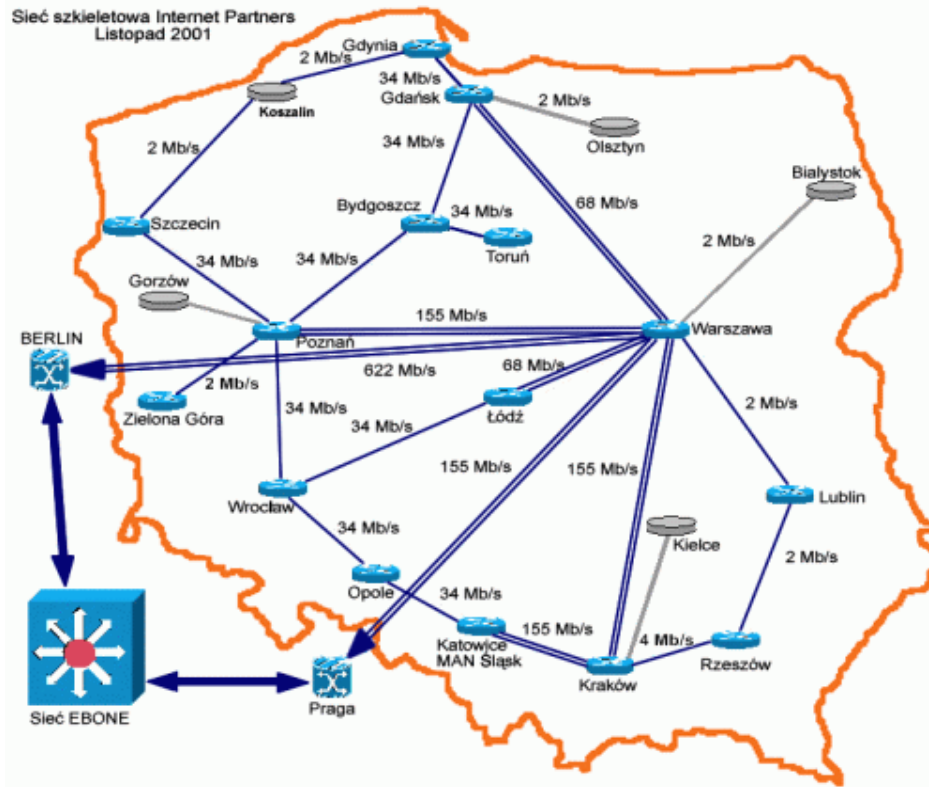 Sieć szkieletowa Internet Partners
Listopad 2001
Gdynia
2 Mb/s
34 Mb/s
Gdańsk
Koszalin
2 Mb/s
Olsztyn
2 Mb/s
34 Mb/s
Bialystok
Bydgoszcz
34 Mb/s
68 Mb/s
Szczecin
Toruń
2 Mb/s
34 Mb/s
34 Mb/s
Gorzów
155 Mb/s
Warszawa
BERLIN
Poznań
622 Mb/s
68 Mb/s
2 Mb/s
Zielona Góra
34 Mb/s
Łódź
2 Mb/s
34 Mb/s
155 Mb/s
155 Mb/s
Wrocław
Lublin
34 Mb/s
Kielce
2 Mb/s
Opole
34 Mb/s
Katowice
MAN Śląsk
155 Mb/s
4 Mb/s
Rzeszów
Kraków
Praga
Sieć EBONE